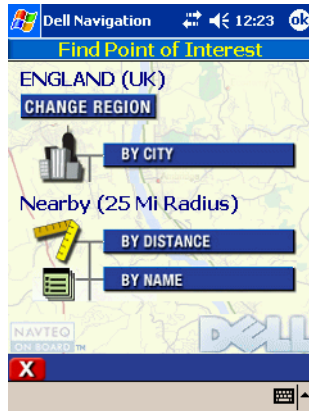 Dell Navigation 12:23 ok
Find Point of Interest
ENGLAND (UK)
CHANGE REGION
BY CITY
Nearby (25 Mi Radius)
BY DISTANCE
BY NAME
NAVTEQ
ON BOARD TM
DELL
X